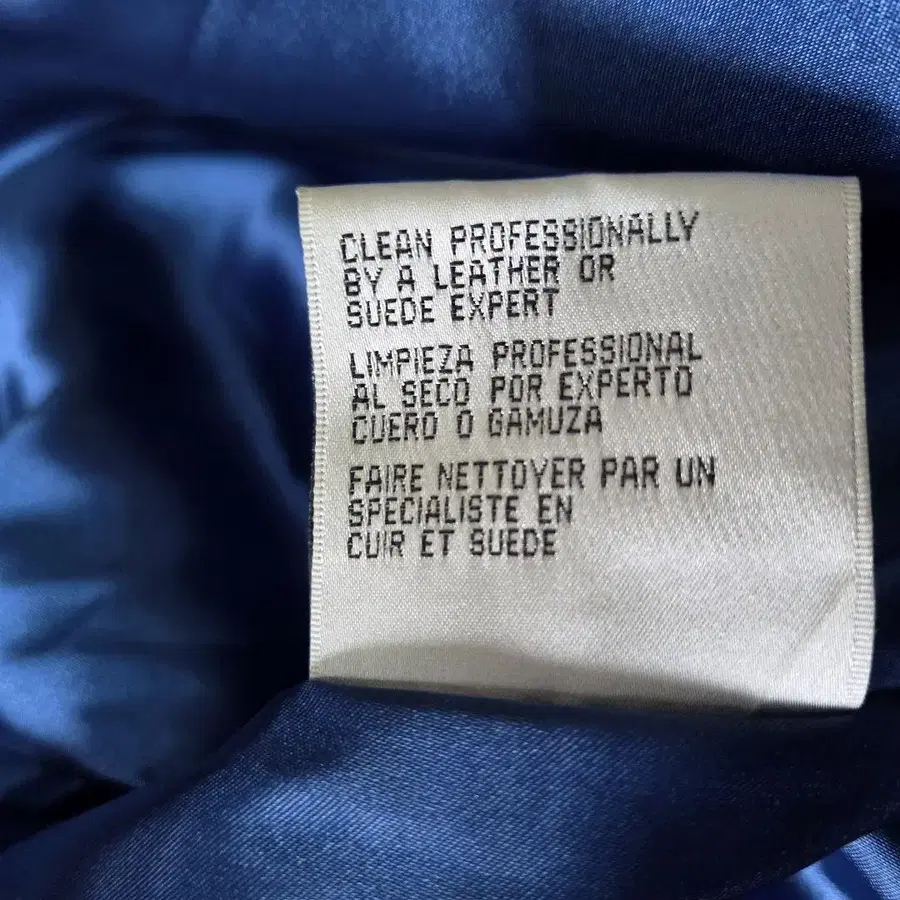 CLEAN PROFESSIONALLY
BY A LEATHER OR
SUEDE EXPERT
LIMPIEZA PROFESSIONAL
AL SECO POR EXPERTO
CUERO O GAMUZA
FAIRE NETTOYER PAR UN
SPECIALISTE EN
CUIR ET SUEDE